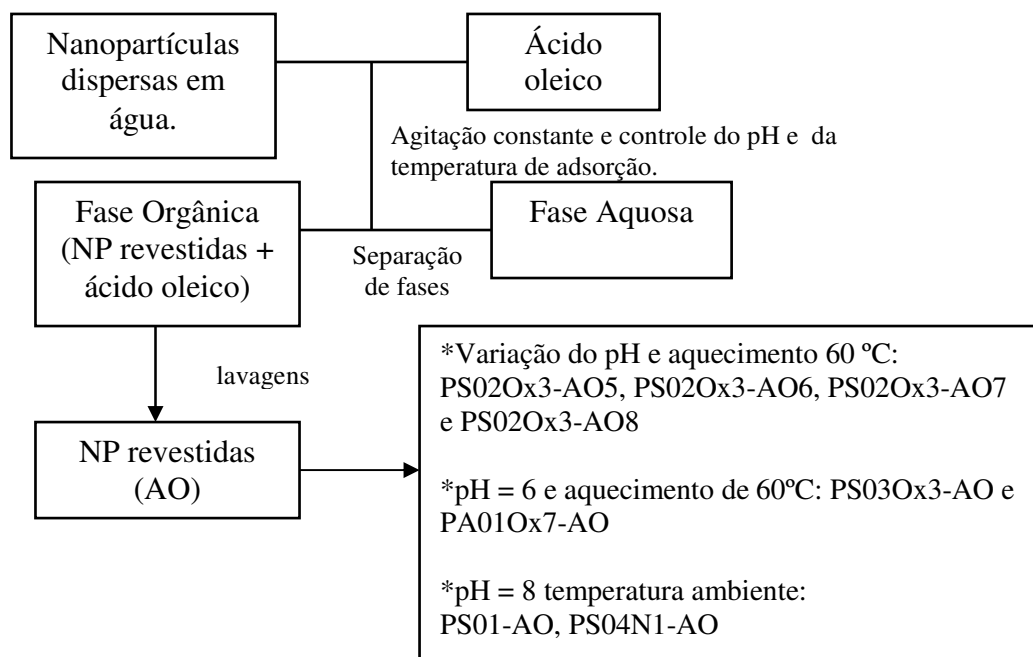 Nanopartículas
dispersas em
água.
Ácido
oleico
Agitação constante e controle do pH e da
temperatura de adsorção.
Fase Orgânica
(NP revestidas +
ácido oleico)
Fase Aquosa
Separação
de fases
lavagens
NP revestidas
(AO)
*Variação do pH e aquecimento 60 ºC:
PS02Ox3-AO5, PS02Ox3-AO6, PS02Ox3-AO7
e PS02Ox3-AO8
*pH = 6 e aquecimento de 60ºC: PS03Ox3-AO e
PA01Ox7-AO
*pH = 8 temperatura ambiente:
PS01-AO, PS04N1-AO